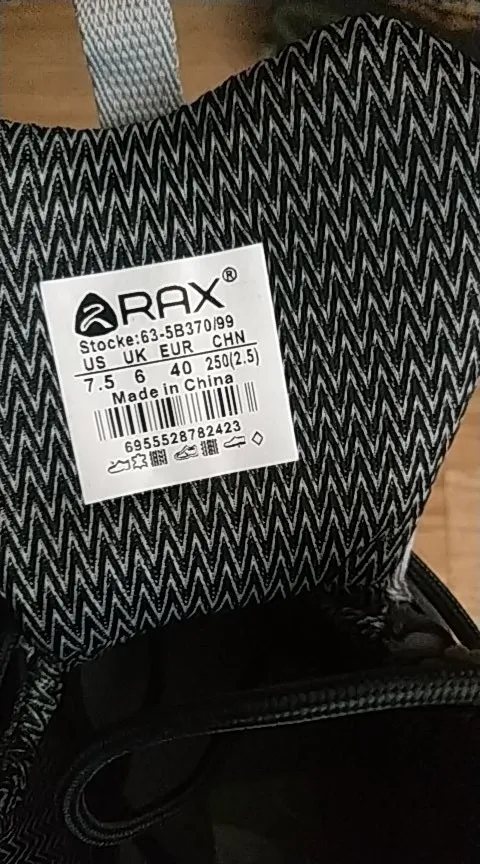 RAX®
Stocke:63-5B370/99
US UK EUR CHN
7.5 6 40 250(2.5)
Made in China
6955528782423